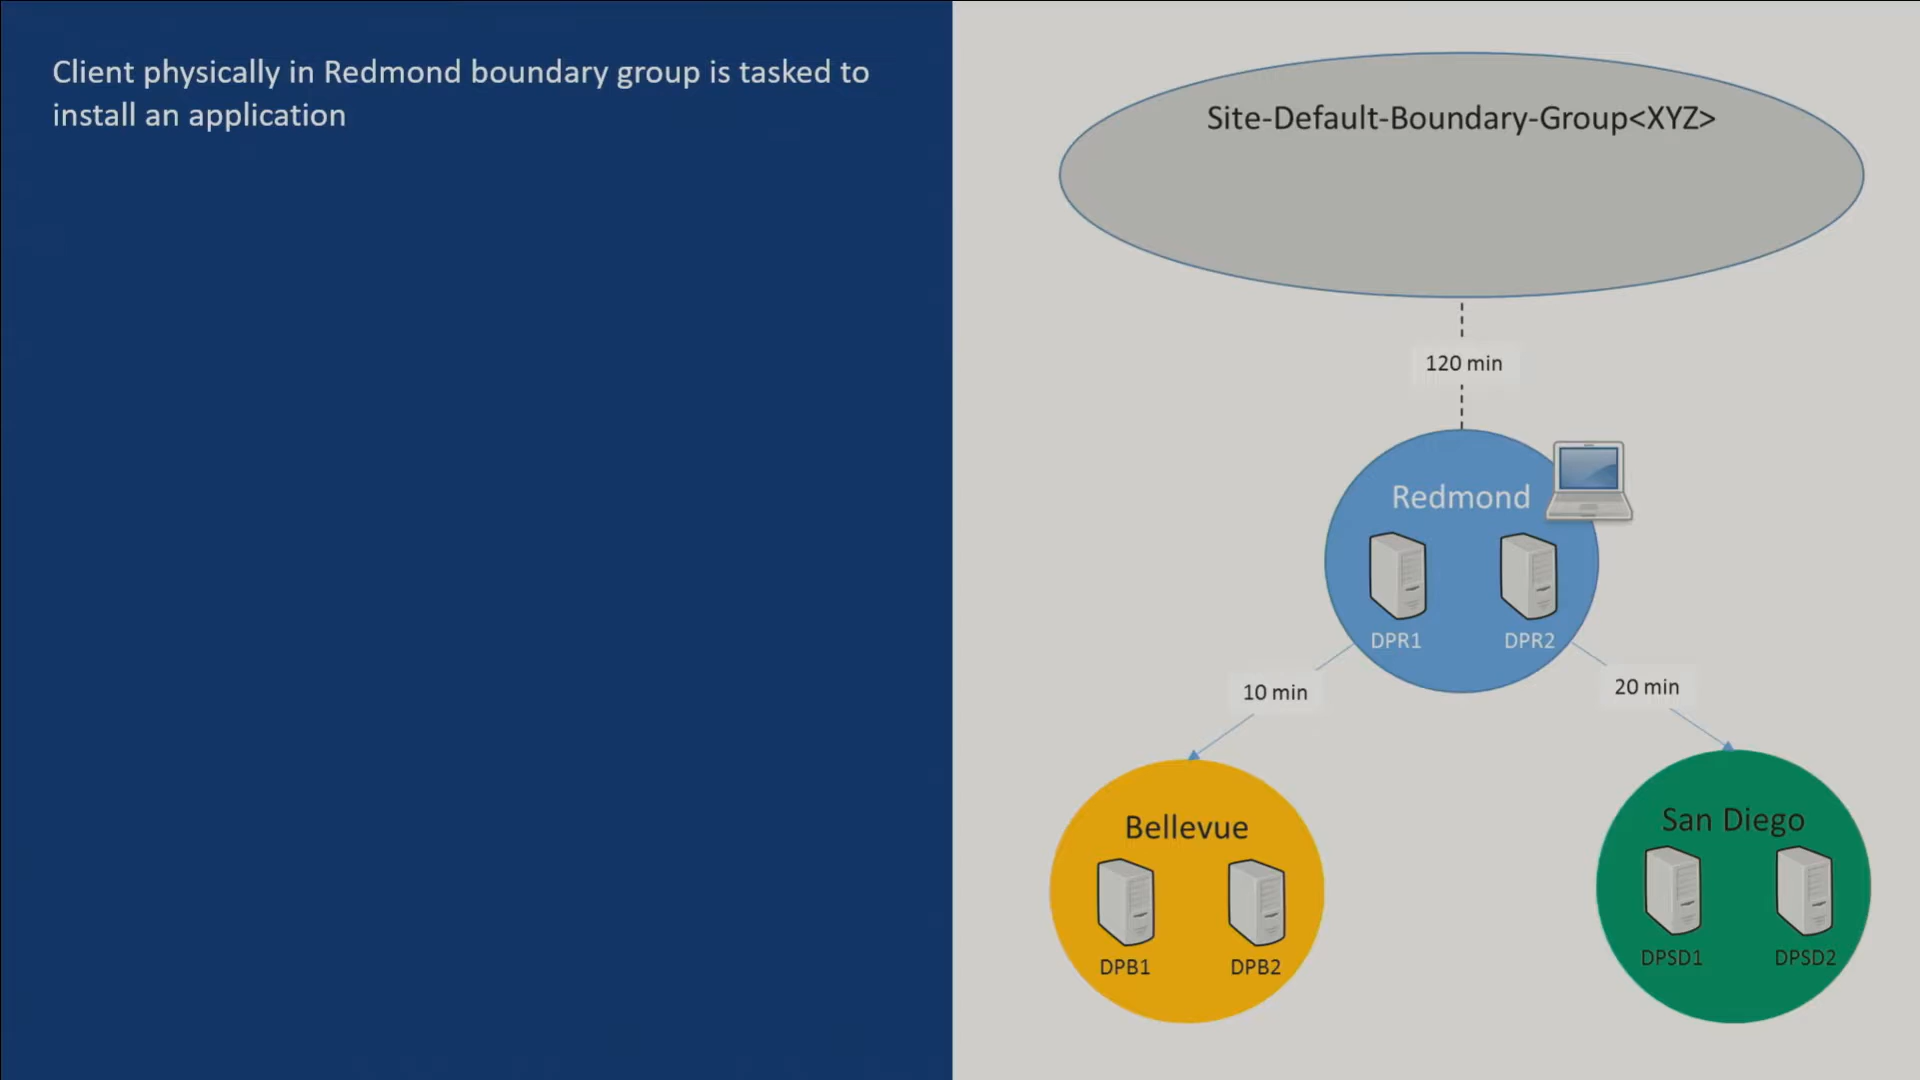 Client physically in Redmond boundary group is tasked to
install an application
Site-Default-Boundary-Group<XYZ>
120 min
Redmond
DPR1 DPR2
10 min
20 min
Bellevue
DPB1 DPB2
San Diego
DPSD1 DPSD2